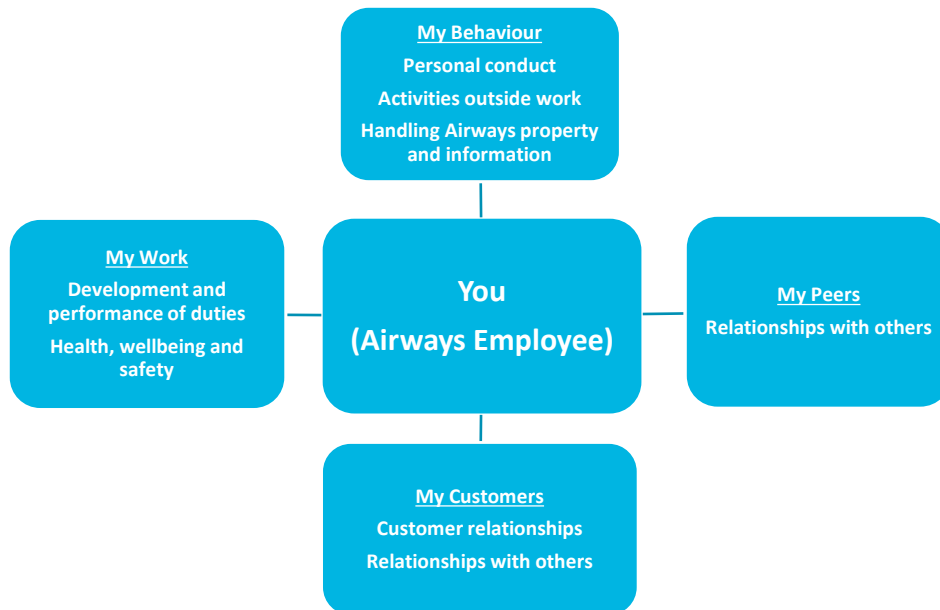 My Behaviour
Personal conduct
Activities outside work
Handling Airways property
and information
My Work
Development and
performance of duties
Health, wellbeing and
safety
You
(Airways Employee)
My Peers
Relationships with others
My Customers
Customer relationships
Relationships with others